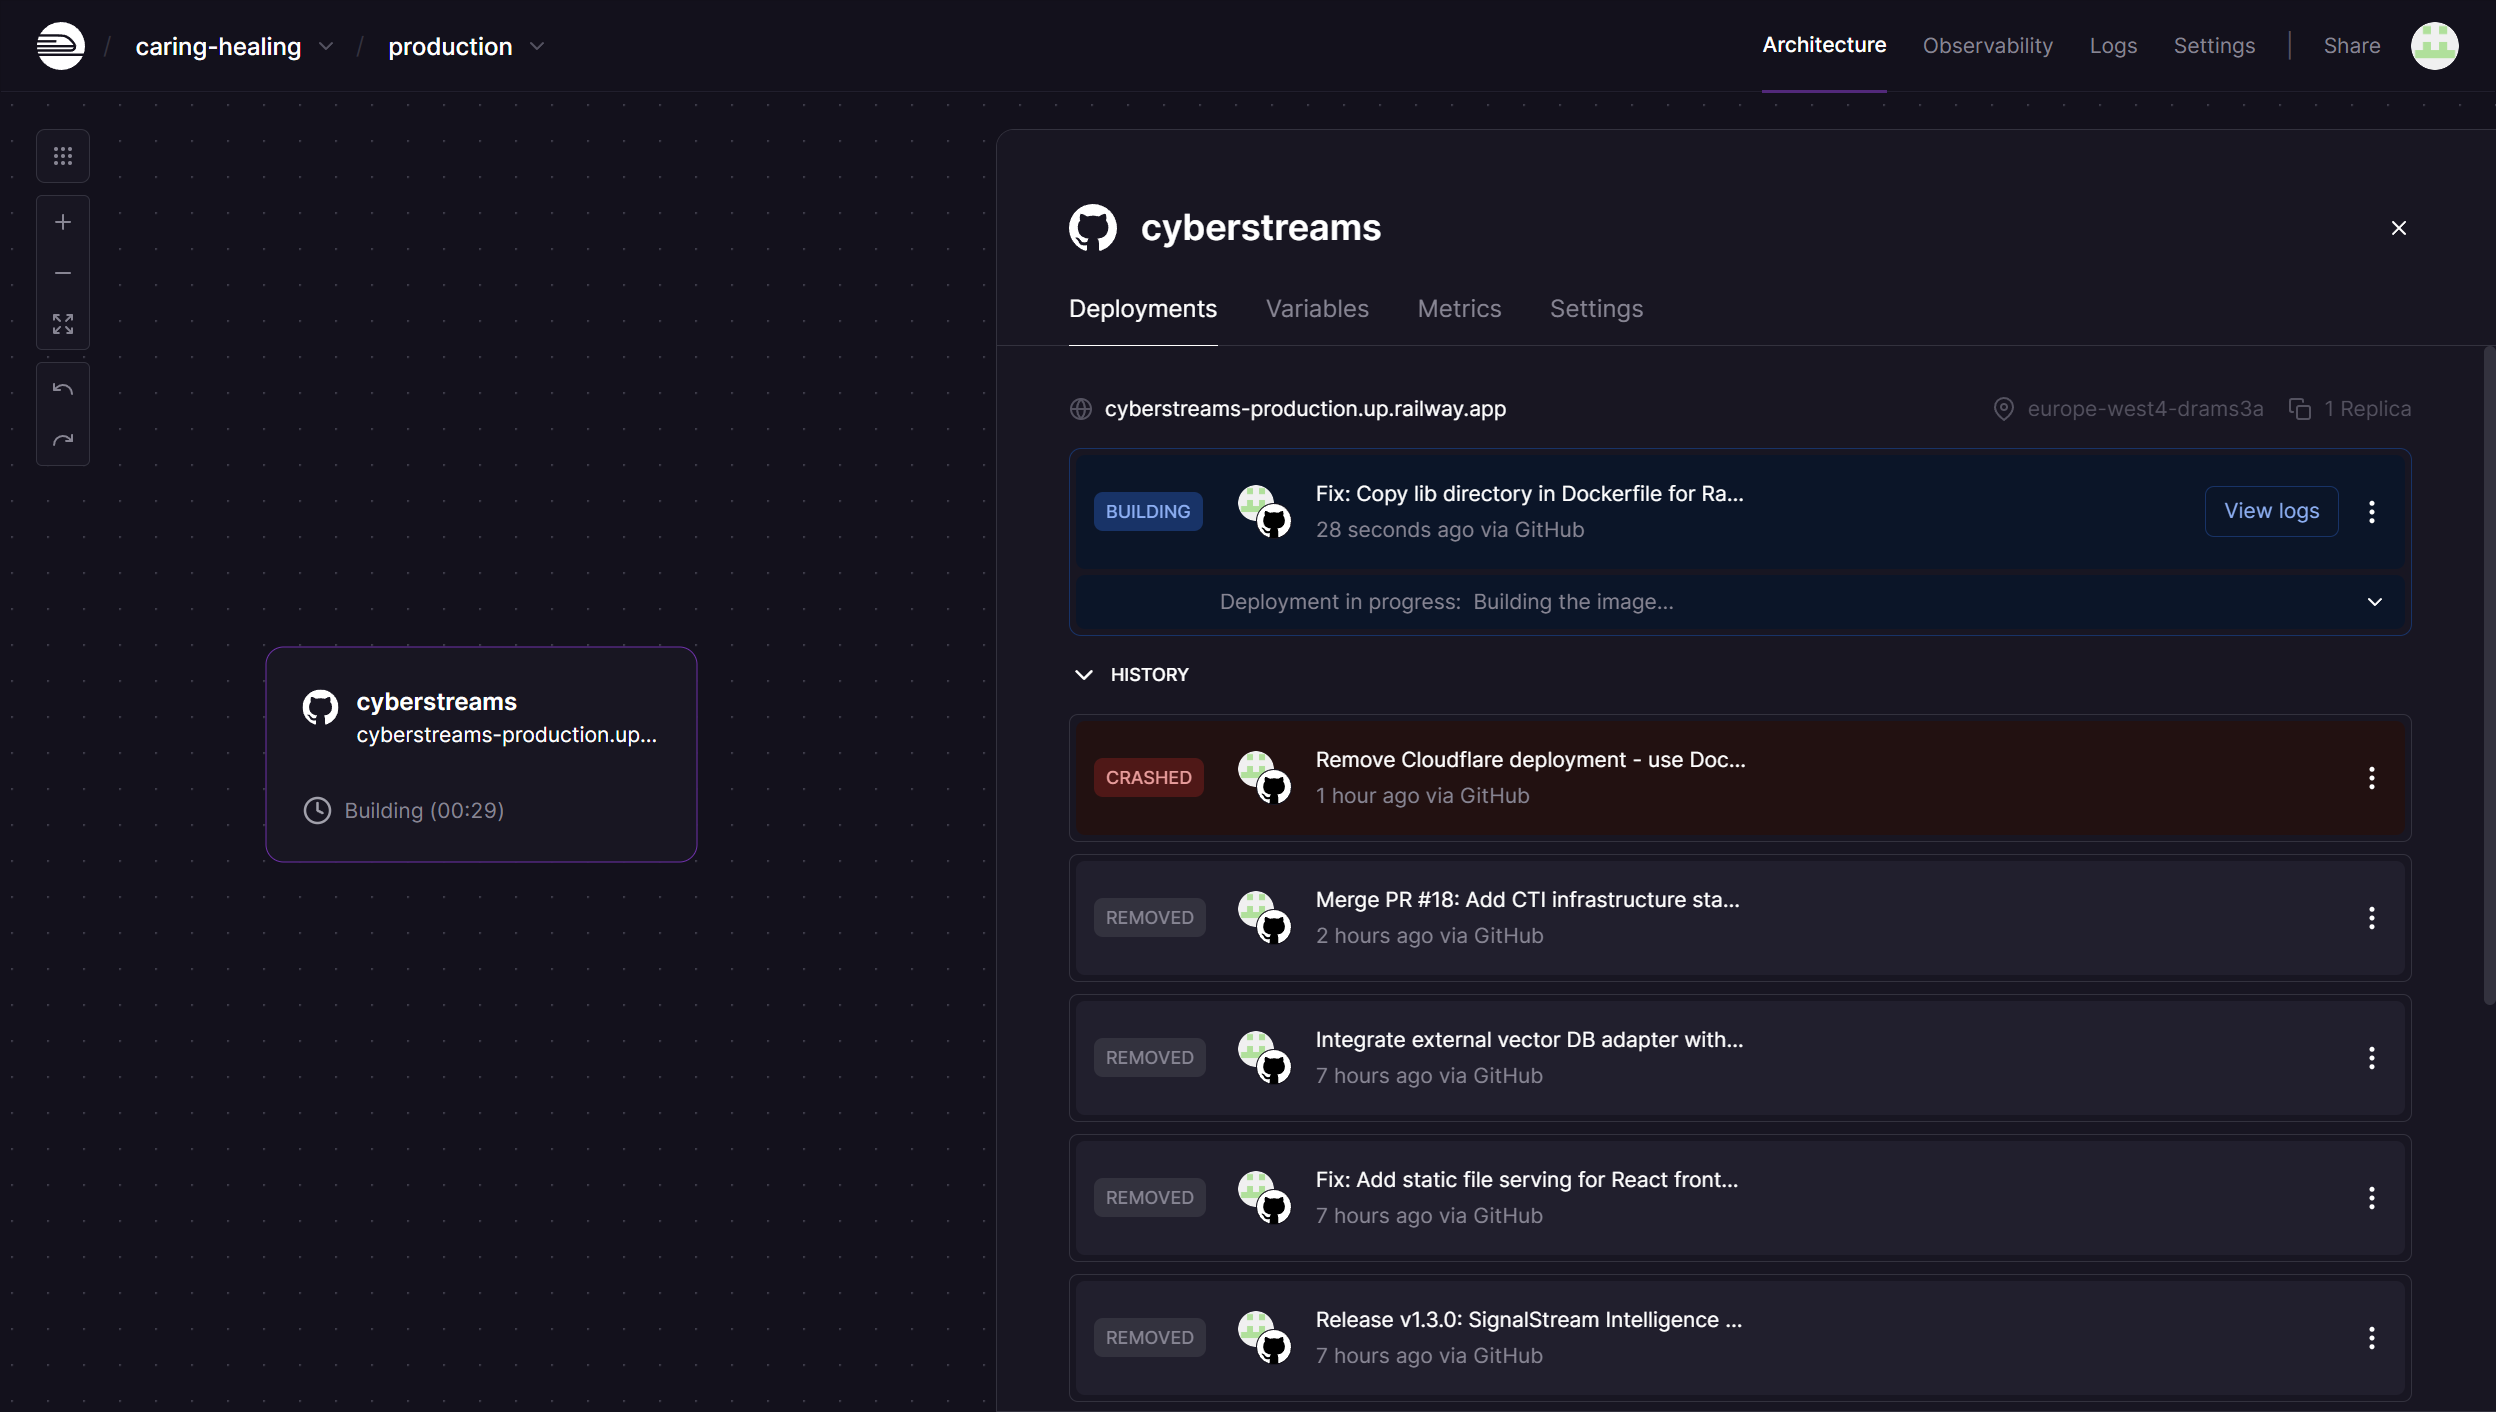 / caring-healing / production
Architecture Observability Logs Settings | Share
cyberstreams
Deployments Variables Metrics Settings
cyberstreams-production.up.railway.app europe-west4-drams3a 1 Replica
BUILDING
Fix: Copy lib directory in Dockerfile for Ra...
28 seconds ago via GitHub
View logs
Deployment in progress: Building the image...
HISTORY
CRASHED
Remove Cloudflare deployment - use Doc...
1 hour ago via GitHub
REMOVED
Merge PR #18: Add CTI infrastructure sta...
2 hours ago via GitHub
REMOVED
Integrate external vector DB adapter with...
7 hours ago via GitHub
REMOVED
Fix: Add static file serving for React front...
7 hours ago via GitHub
REMOVED
Release v1.3.0: SignalStream Intelligence ...
7 hours ago via GitHub
cyberstreams
cyberstreams-production.up...
Building (00:29)